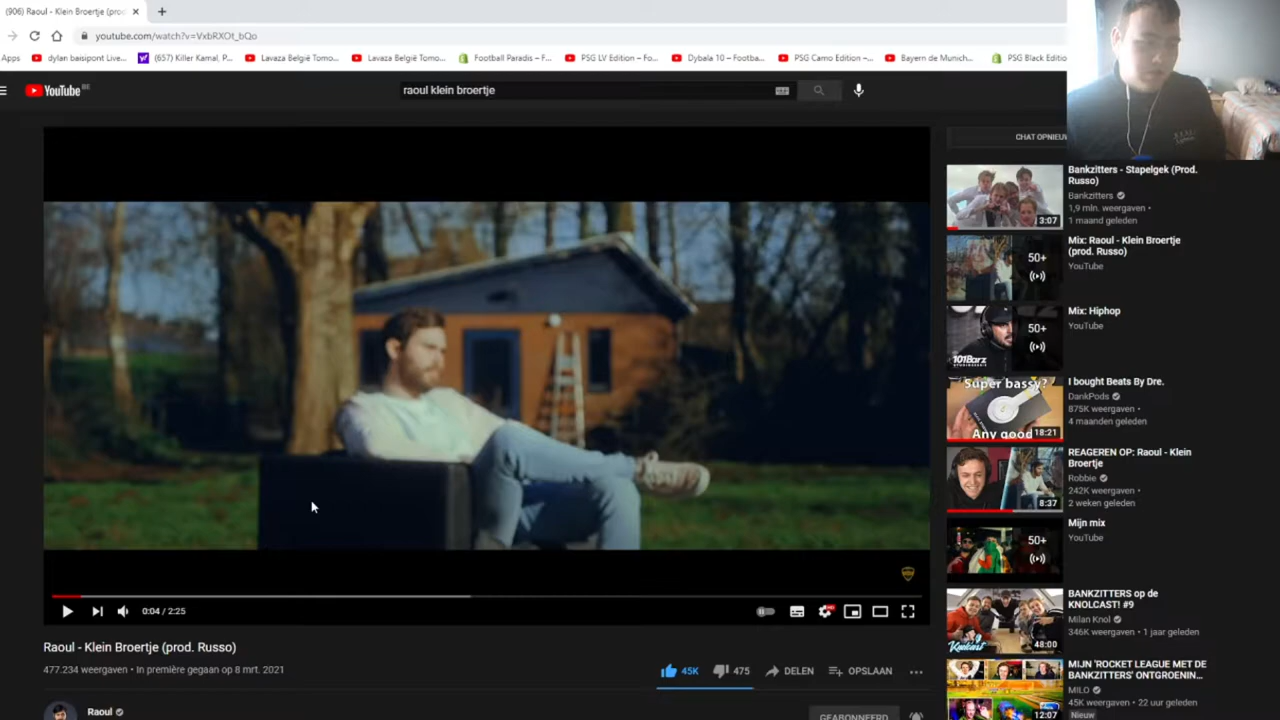 (906) Raoul - Klein Broertje (prod
youtube.com/watch?v=VxbRXOt_bQo
Apps
dylan baisipont Live...
(657) Killer Kamal, P...
Lavaza België Tomo...
Lavaza België Tomo...
Football Paradis – F...
PSG LV Edition – Fo...
Dybala 10 – Footba...
PSG Camo Edition –...
Bayern de Munich...
PSG Black Edition
YouTube BE
raoul klein broertje
CHAT OPNIEUW
Bankzitters - Stapelgek (Prod.
Russo)
Bankzitters
1,9 mln. weergaven •
1 maand geleden
3:07
Mix: Raoul - Klein Broertje
(prod. Russo)
YouTube
50+
Mix: Hiphop
YouTube
50+
101Barz
Super bassy?
Any good
18:21
I bought Beats By Dre.
DankPods
875K weergaven •
4 maanden geleden
REAGEREN OP: Raoul - Klein
Broertje
Robbie
242K weergaven •
2 weken geleden
8:37
Mijn mix
YouTube
50+
BANKZITTERS op de
KNOLCAST! #9
Milan Knol
346K weergaven • 1 jaar geleden
Knolcast
48:00
MIJN 'ROCKET LEAGUE MET DE
BANKZITTERS' ONTGROENIN...
MILO
45K weergaven • 22 uur geleden
Nieuw
12:07
0:04 / 2:25
Raoul - Klein Broertje (prod. Russo)
477.234 weergaven • In première gegaan op 8 mrt. 2021
45K
475
DELEN
OPSLAAN
Raoul
GEABONNEERD